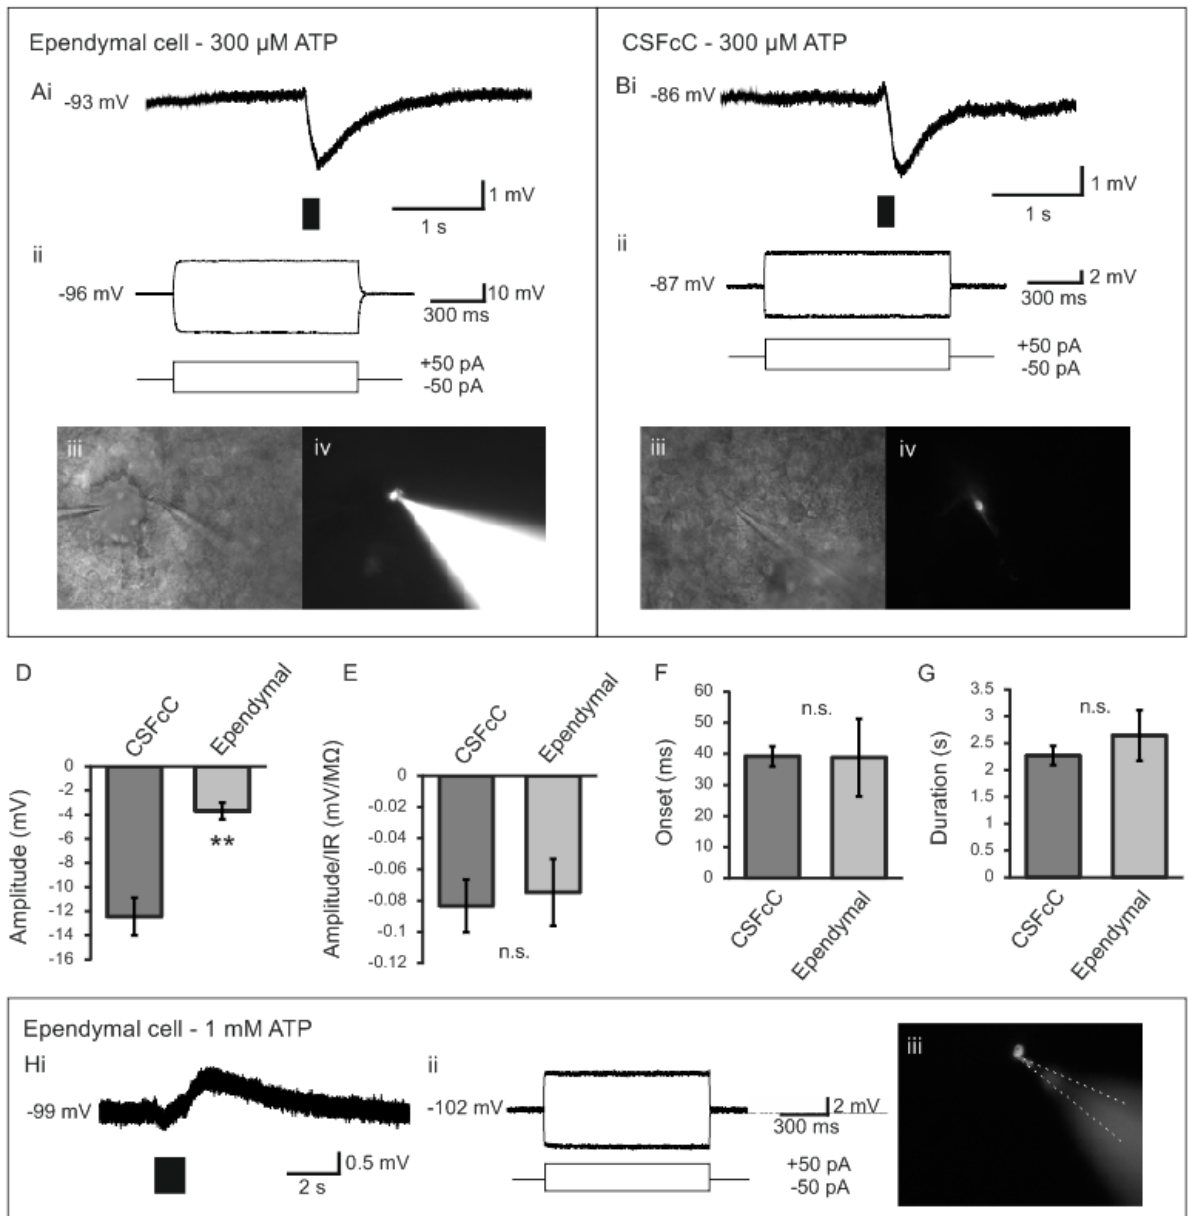 Ependymal cell - 300 µM ATP
Ai
-93 mV
1 mV
1 s
ii
-96 mV
10 mV
300 ms
+50 pA
-50 pA
iii
iv
CSFcC - 300 µM ATP
Bi
-86 mV
1 mV
1 s
ii
-87 mV
2 mV
300 ms
+50 pA
-50 pA
iii
iv
D
CSFcC
Ependymal
Amplitude (mV)
0
-2
-4
-6
-8
-10
-12
-14
-16
**
E
CSFcC
Ependymal
Amplitude/IR (mV/MΩ)
0
-0.02
-0.04
-0.06
-0.08
-0.1
-0.12
n.s.
F
Onset (ms)
60
50
40
30
20
10
0
n.s.
CSFcC
Ependymal
G
Duration (s)
3.5
3
2.5
2
1.5
1
0.5
0
n.s.
CSFcC
Ependymal
Ependymal cell - 1 mM ATP
Hi
-99 mV
0.5 mV
2 s
ii
-102 mV
2 mV
300 ms
+50 pA
-50 pA
iii